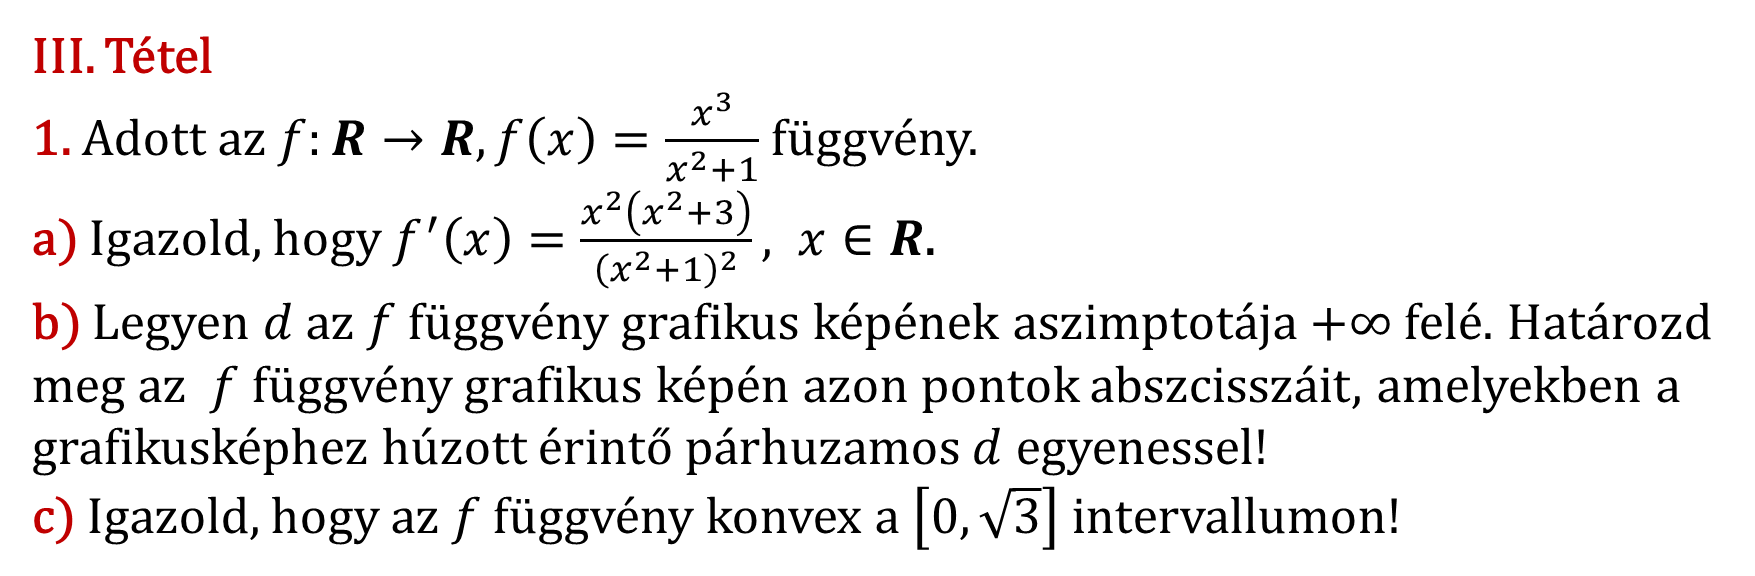 III. Tétel
1. Adott az f: R → R, f(x) = x³/(x²+1) függvény.
a) Igazold, hogy f′(x) = x²(x²+3)/(x²+1)², x ∈ R.
b) Legyen d az f függvény grafikus képének aszimptotája +∞ felé. Határozd
meg az f függvény grafikus képén azon pontok abszcisszáit, amelyekben a
grafikusképhez húzott érintő párhuzamos d egyenessel!
c) Igazold, hogy az f függvény konvex a [0, √3] intervallumon!